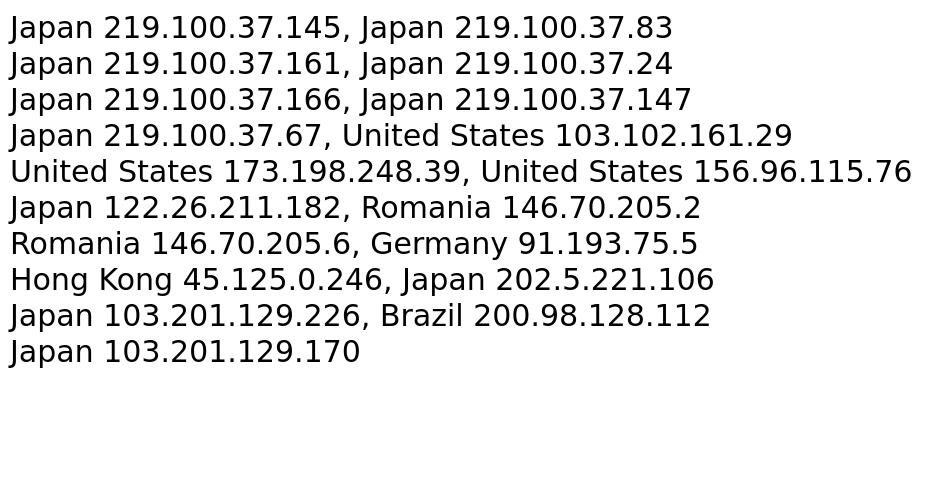 Japan 219.100.37.145, Japan 219.100.37.83
Japan 219.100.37.161, Japan 219.100.37.24
Japan 219.100.37.166, Japan 219.100.37.147
Japan 219.100.37.67, United States 103.102.161.29
United States 173.198.248.39, United States 156.96.115.76
Japan 122.26.211.182, Romania 146.70.205.2
Romania 146.70.205.6, Germany 91.193.75.5
Hong Kong 45.125.0.246, Japan 202.5.221.106
Japan 103.201.129.226, Brazil 200.98.128.112
Japan 103.201.129.170